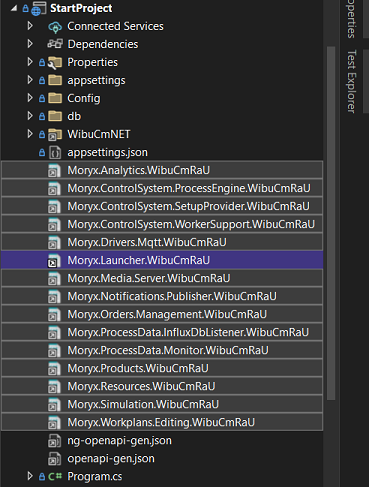 StartProject
Connected Services
Dependencies
Properties
appsettings
Config
db
WibuCmNET
appsettings.json
Moryx.Analytics.WibuCmRaU
Moryx.ControlSystem.ProcessEngine.WibuCmRaU
Moryx.ControlSystem.SetupProvider.WibuCmRaU
Moryx.ControlSystem.WorkerSupport.WibuCmRaU
Moryx.Drivers.Mqtt.WibuCmRaU
Moryx.Launcher.WibuCmRaU
Moryx.Media.Server.WibuCmRaU
Moryx.Notifications.Publisher.WibuCmRaU
Moryx.Orders.Management.WibuCmRaU
Moryx.ProcessData.InfluxDbListener.WibuCmRaU
Moryx.ProcessData.Monitor.WibuCmRaU
Moryx.Products.WibuCmRaU
Moryx.Resources.WibuCmRaU
Moryx.Simulation.WibuCmRaU
Moryx.Workplans.Editing.WibuCmRaU
ng-openapi-gen.json
openapi-gen.json
C# Program.cs
roperties
Test Explorer